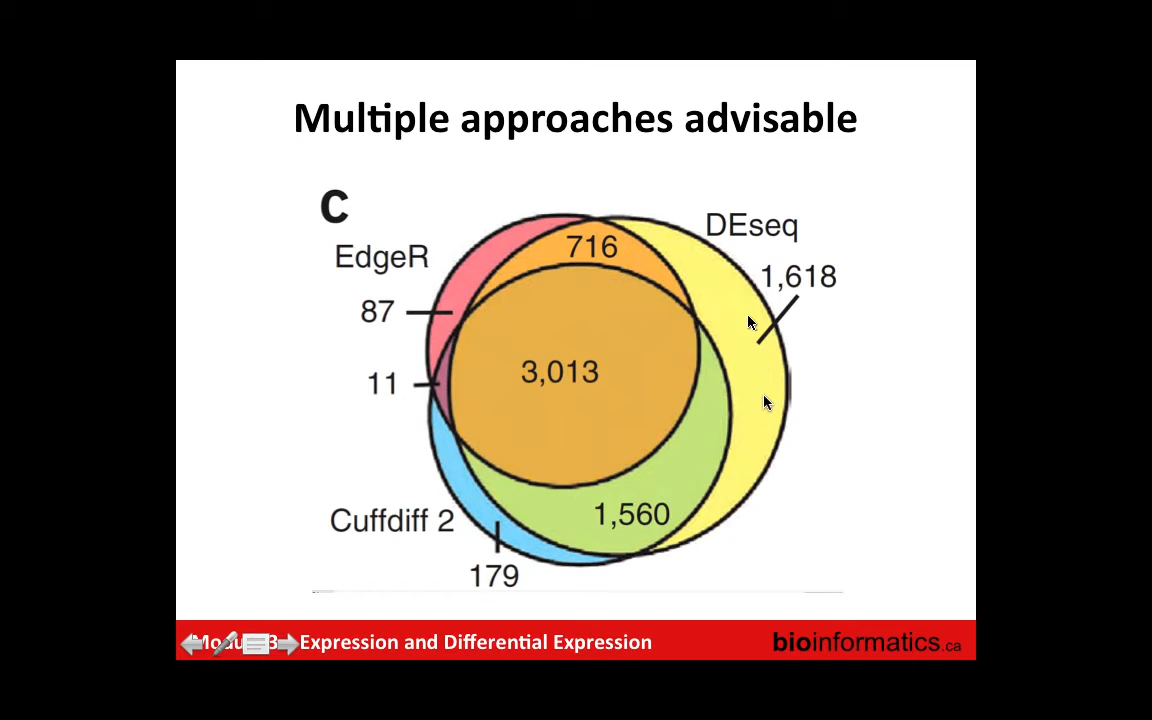 Multiple approaches advisable
C
EdgeR
DEseq
716
1,618
87
3,013
11
Cuffdiff 2
1,560
179
3 Expression and Differential Expression
bioinformatics.ca